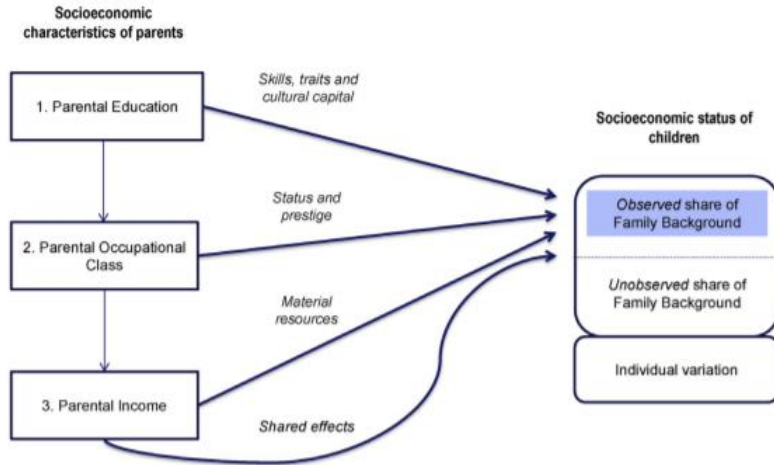 Socioeconomic
characteristics of parents
Skills, traits and
cultural capital
1. Parental Education
Socioeconomic status of
children
Status and
prestige
Observed share of
Family Background
2. Parental Occupational
Class
Unobserved share of
Family Background
Material
resources
Individual variation
3. Parental Income
Shared effects